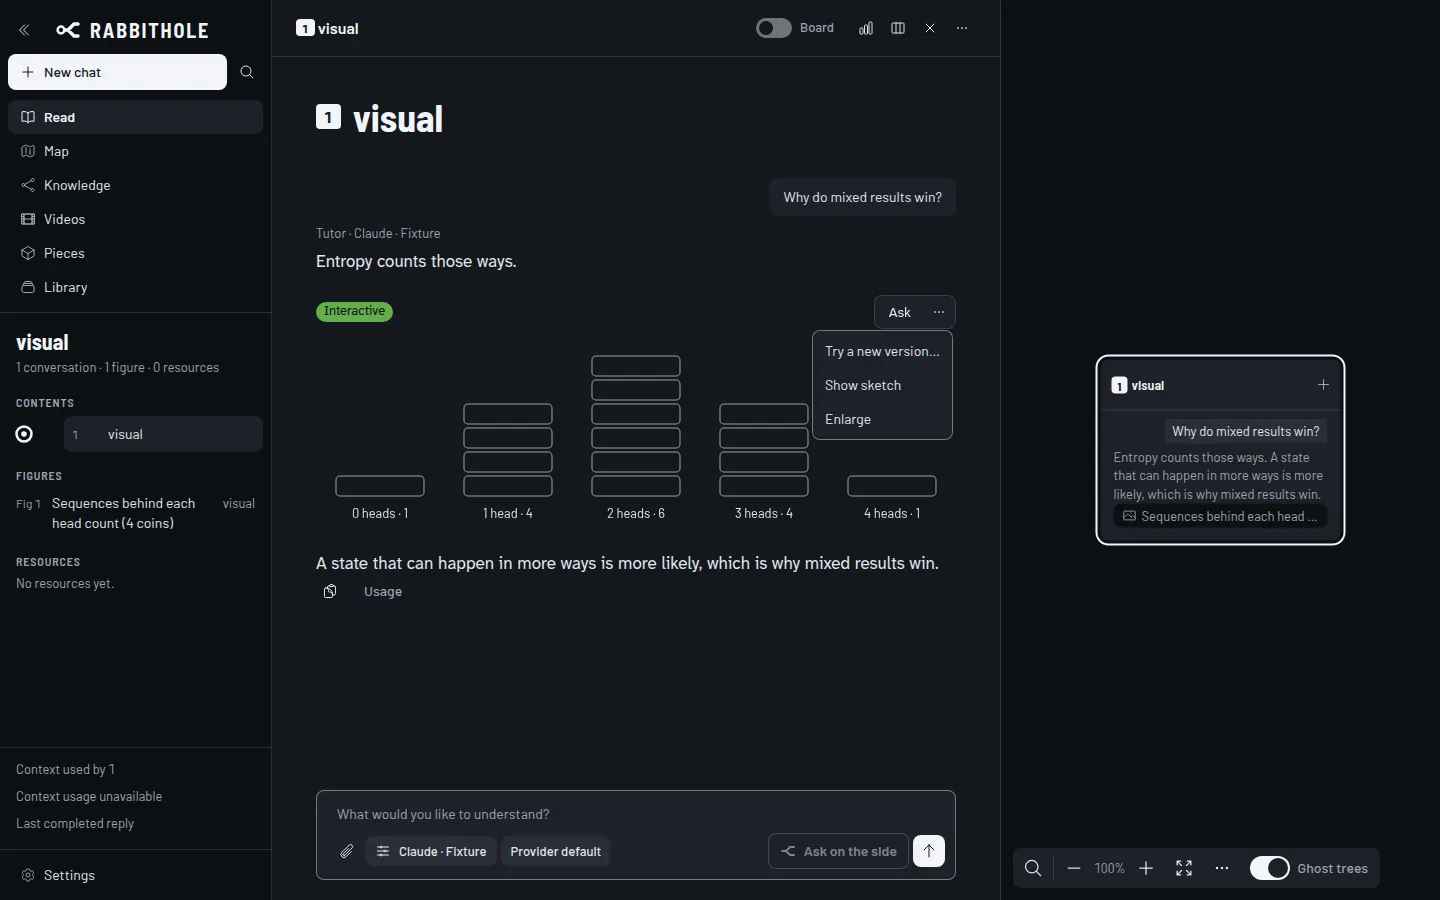 RABBITHOLE
New chat
Read
Map
Knowledge
Videos
Pieces
Library
visual
1 conversation · 1 figure · 0 resources
CONTENTS
1 visual
FIGURES
Fig 1 Sequences behind each visual
head count (4 coins)
RESOURCES
No resources yet.
Context used by 1
Context usage unavailable
Last completed reply
Settings
1 visual
Board
1 visual
Why do mixed results win?
Tutor · Claude · Fixture
Entropy counts those ways.
Interactive
Ask
Try a new version...
Show sketch
Enlarge
0 heads · 1
1 head · 4
2 heads · 6
3 heads · 4
4 heads · 1
A state that can happen in more ways is more likely, which is why mixed results win.
Usage
What would you like to understand?
Claude · Fixture
Provider default
Ask on the side
1 visual
Why do mixed results win?
Entropy counts those ways. A state
that can happen in more ways is more
likely, which is why mixed results win.
Sequences behind each head ...
100%
Ghost trees